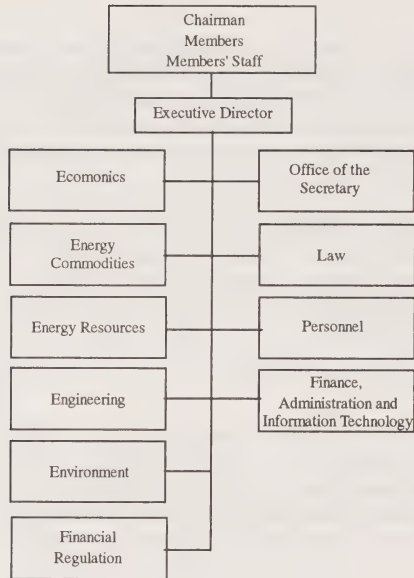 Chairman
Members
Members' Staff
Executive Director
Ecomonics
Office of the
Secretary
Energy
Commodities
Law
Energy Resources
Personnel
Engineering
Finance,
Administration and
Information Technology
Environment
Financial
Regulation